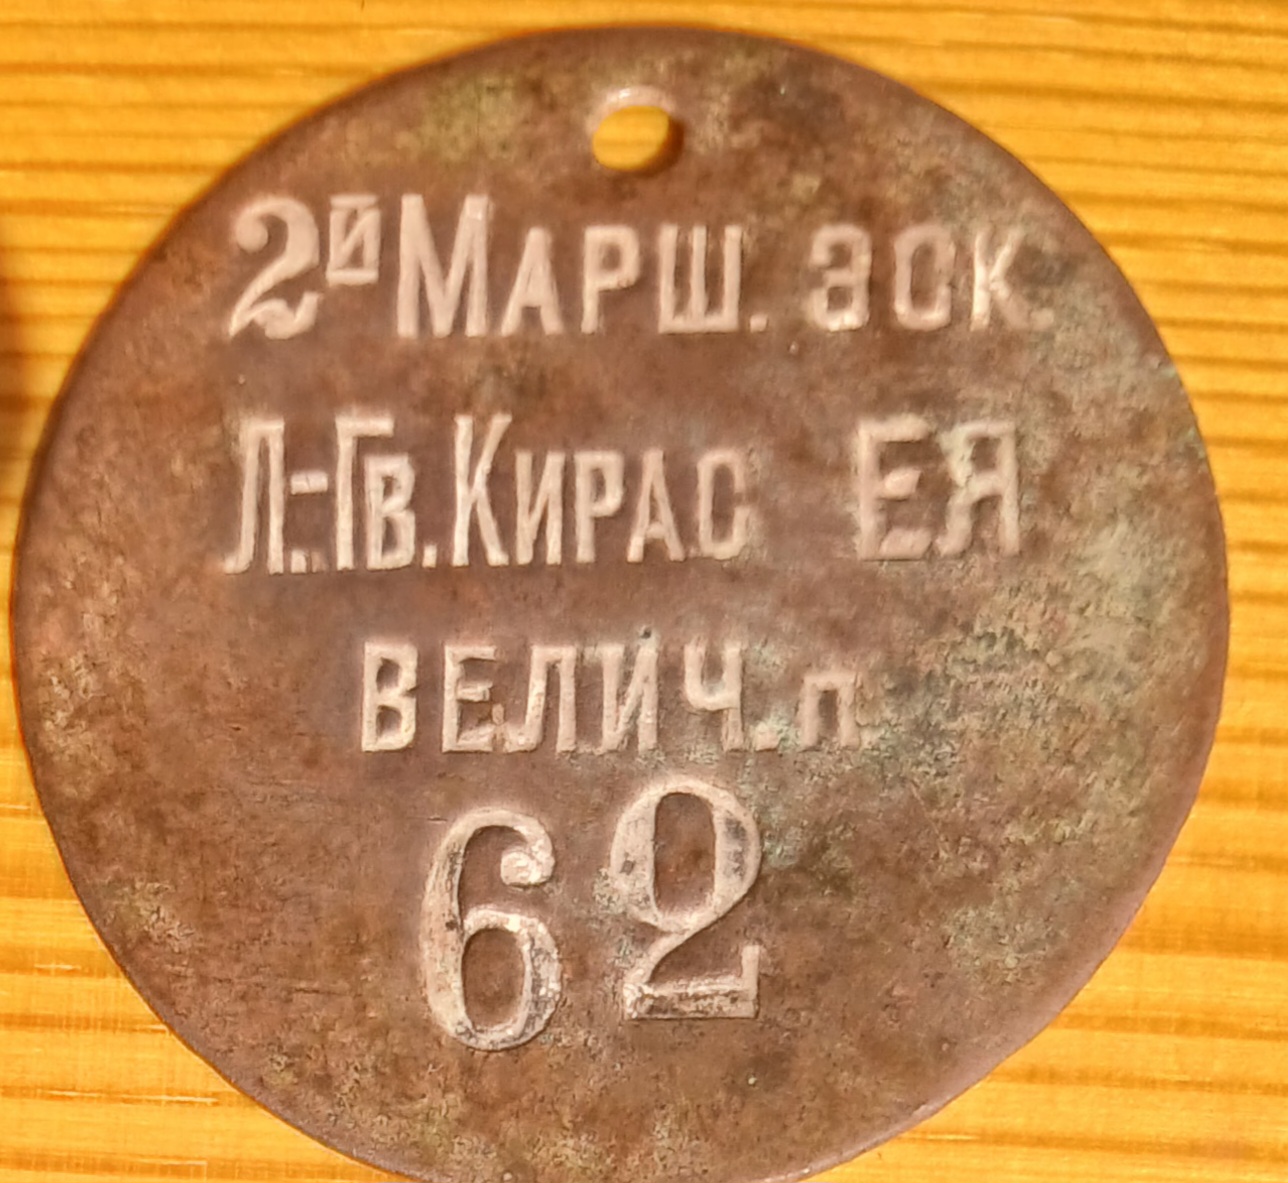 2й Марш. эск.
Л.-Гв. Кирас ЕЯ
ВЕЛИЧ. п
62